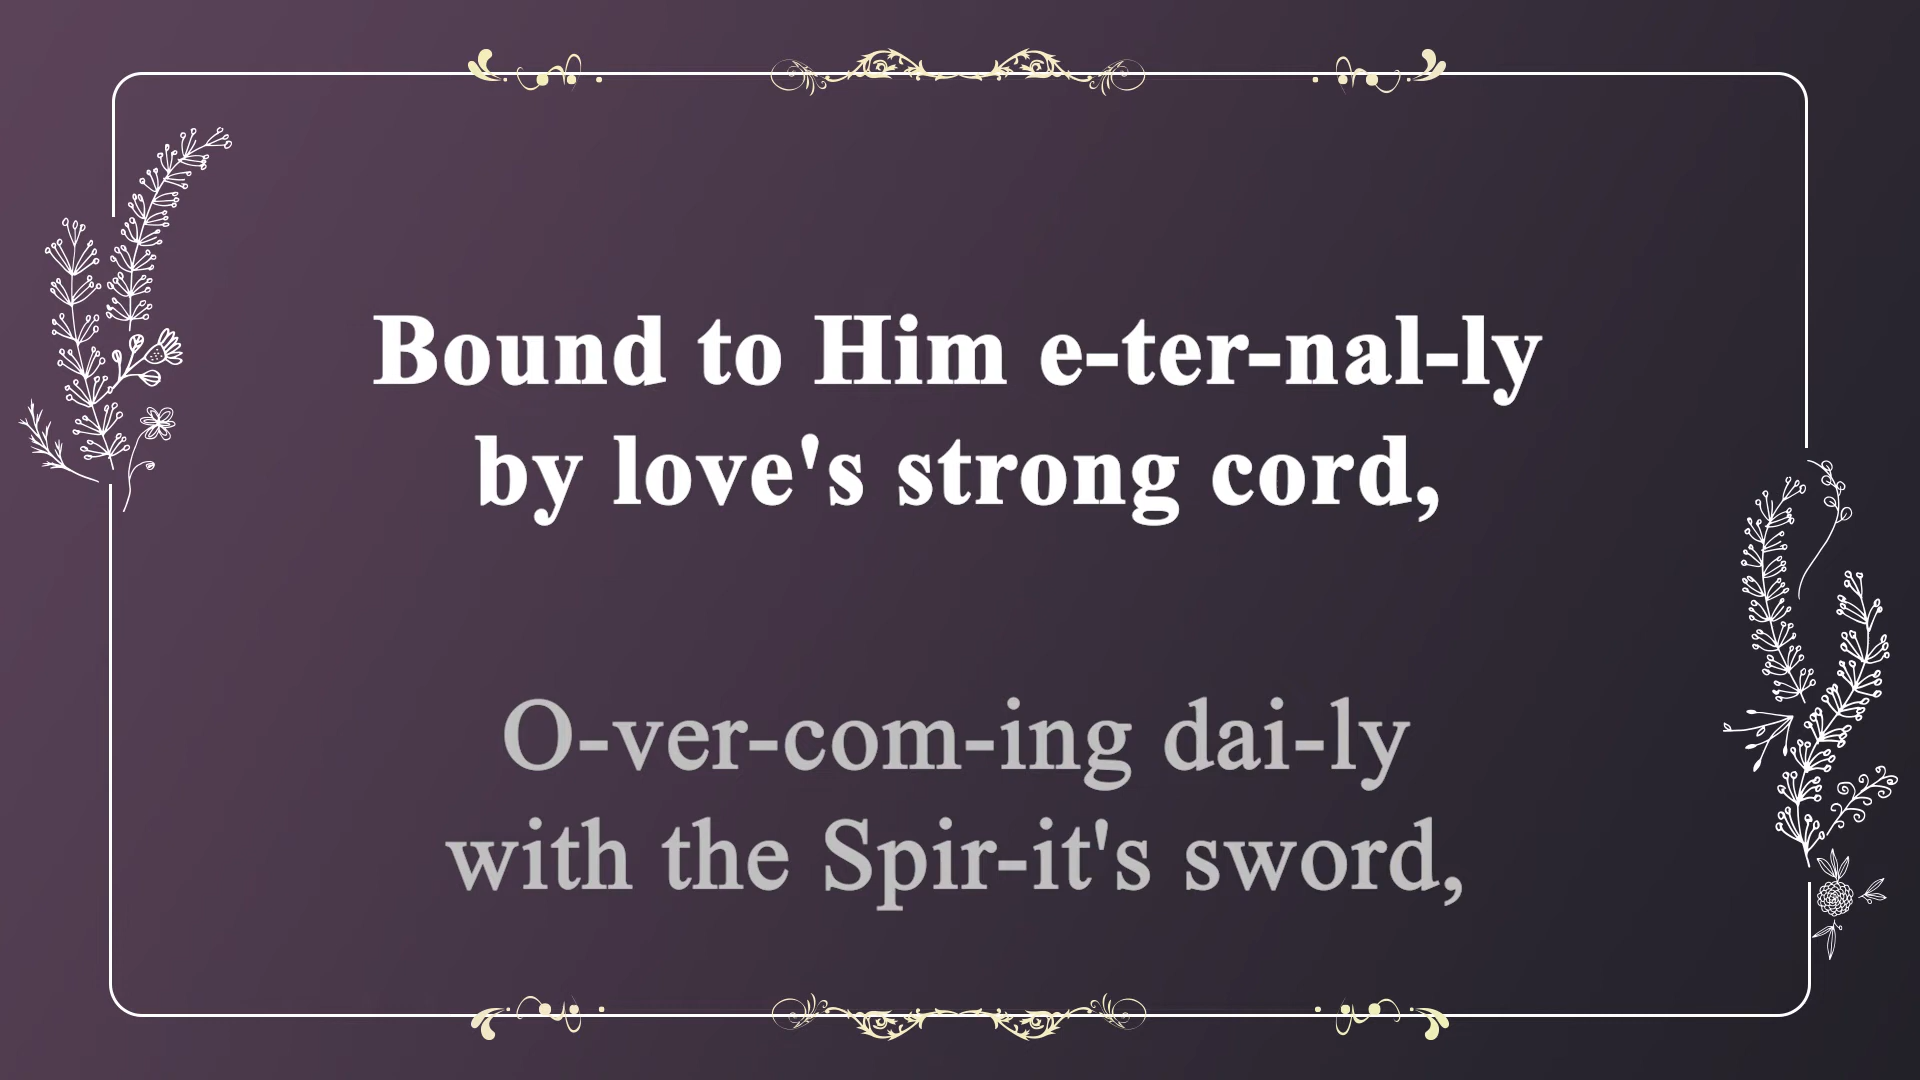 Bound to Him e-ter-nal-ly
by love's strong cord,
O-ver-com-ing dai-ly
with the Spir-it's sword,